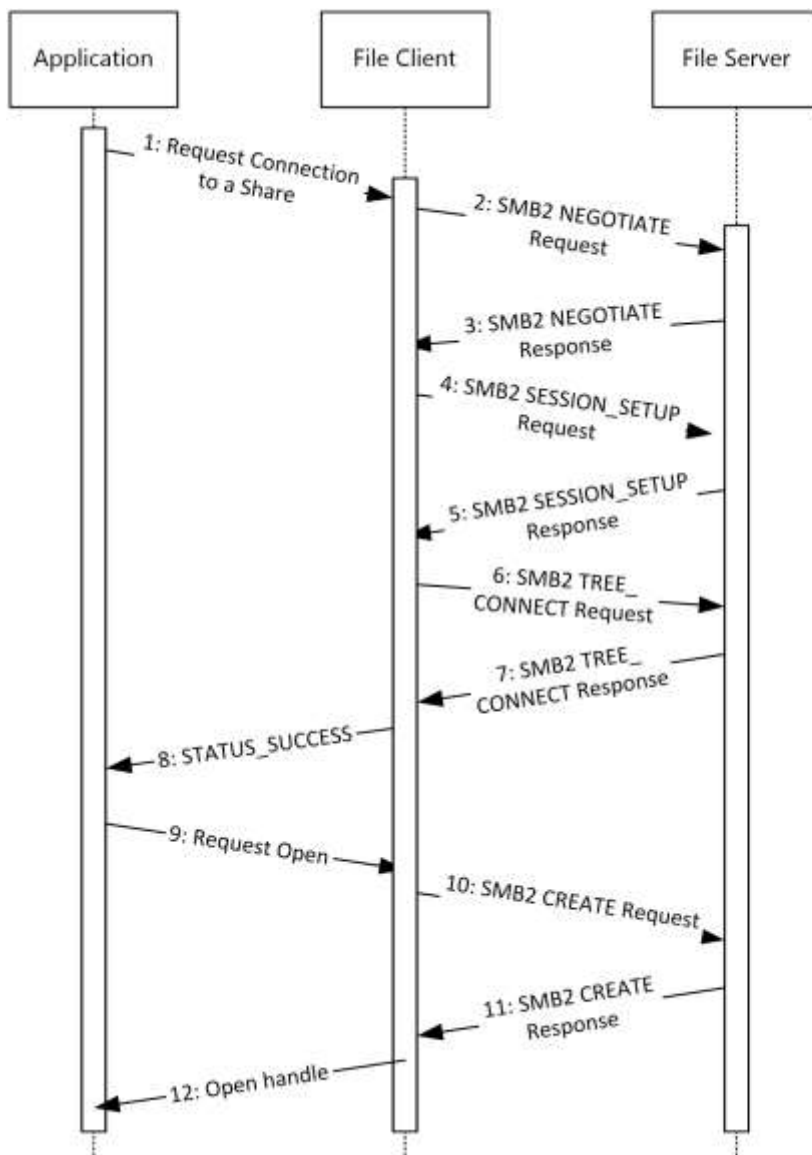 Application
File Client
File Server
1: Request Connection
to a Share
2: SMB2 NEGOTIATE
Request
3: SMB2 NEGOTIATE
Response
4: SMB2 SESSION_SETUP
Request
5: SMB2 SESSION_SETUP
Response
6: SMB2 TREE_
CONNECT Request
7: SMB2 TREE_
CONNECT Response
8: STATUS_SUCCESS
9: Request Open
10: SMB2 CREATE Request
11: SMB2 CREATE
Response
12: Open handle